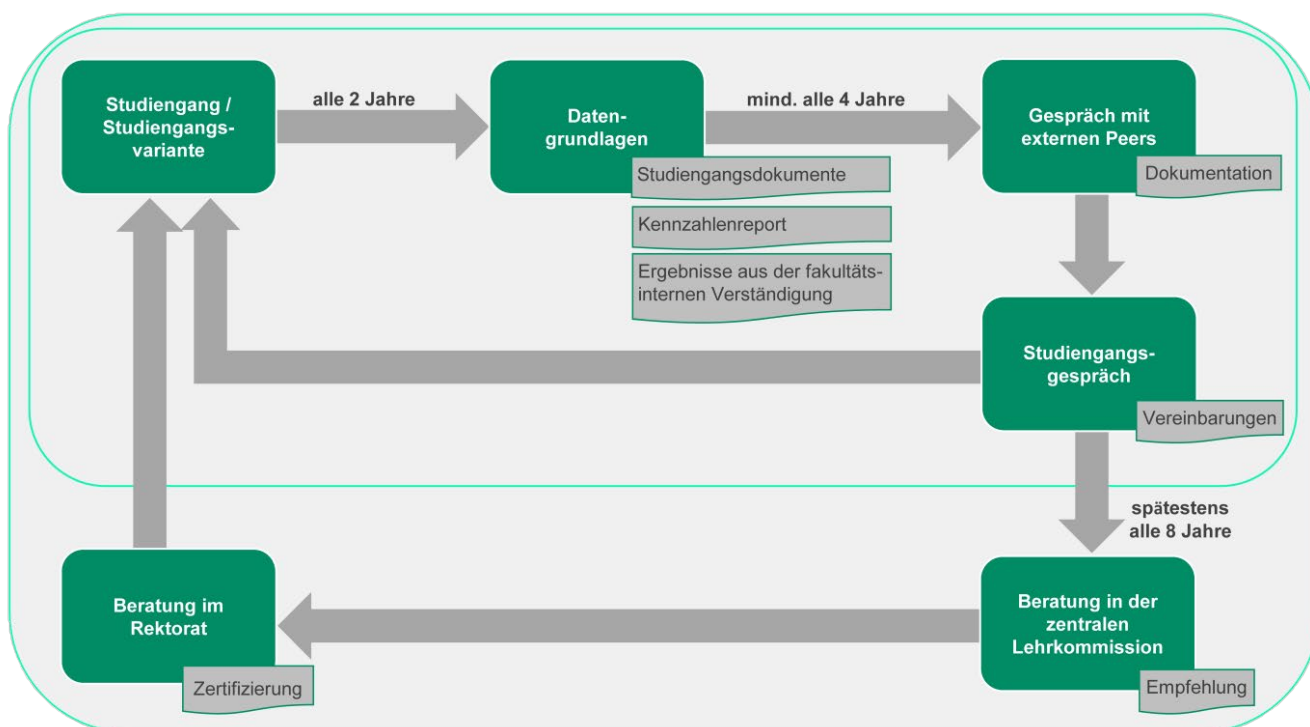 Studiengang /
Studiengangs-
variante
alle 2 Jahre
Daten-
grundlagen
Studiengangsdokumente
Kennzahlenreport
Ergebnisse aus der fakultäts-
internen Verständigung
mind. alle 4 Jahre
Gespräch mit
externen Peers
Dokumentation
Studiengangs-
gespräch
Vereinbarungen
spätestens
alle 8 Jahre
Beratung in der
zentralen
Lehrkommission
Empfehlung
Beratung im
Rektorat
Zertifizierung